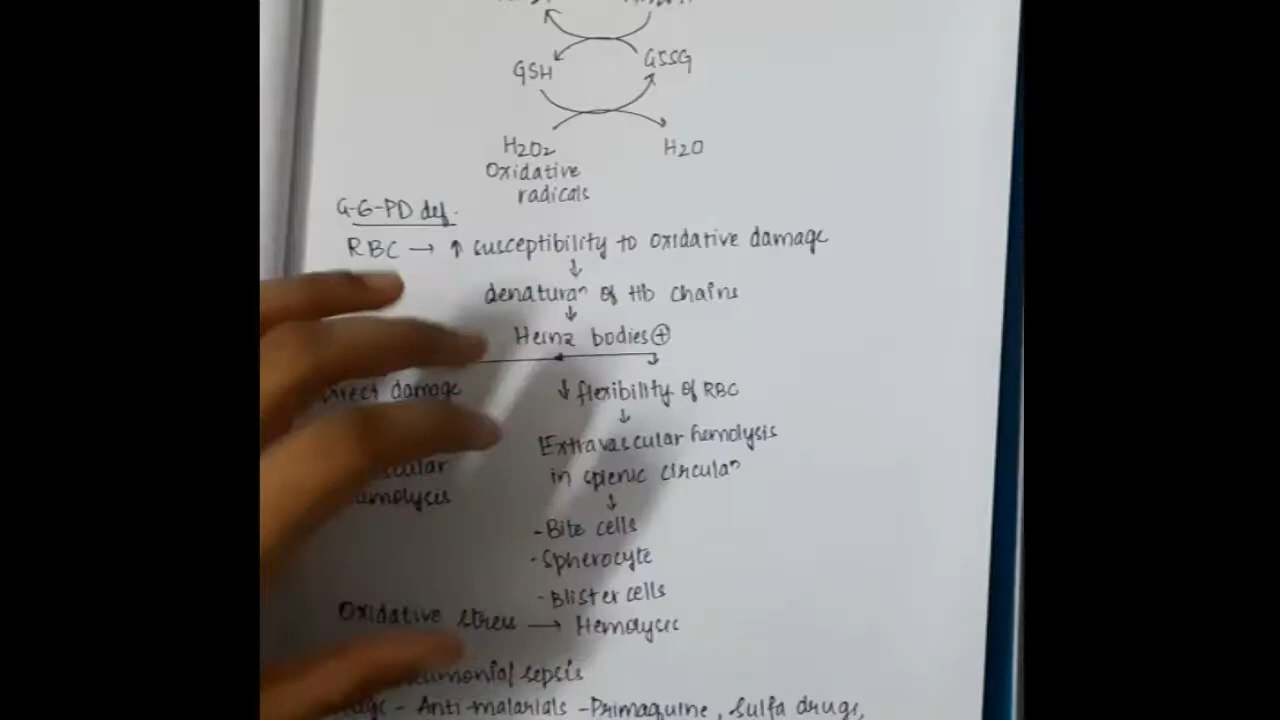 GSH GSSG
H2O2 H2O
Oxidative
radicals
G-6-PD def.
RBC → ↑ susceptibility to oxidative damage
↓
denaturaⁿ of Hb chains
↓
Heinz bodies ⊕
damage ↓ flexibility of RBC
↓
Extravascular hemolysis
in splenic circulaⁿ
↓
- Bite cells
- Spherocyte
- Blister cells
Oxidative stress → Hemolysis
sepsis
- Anti-malarials - Primaquine, Sulfa drugs,